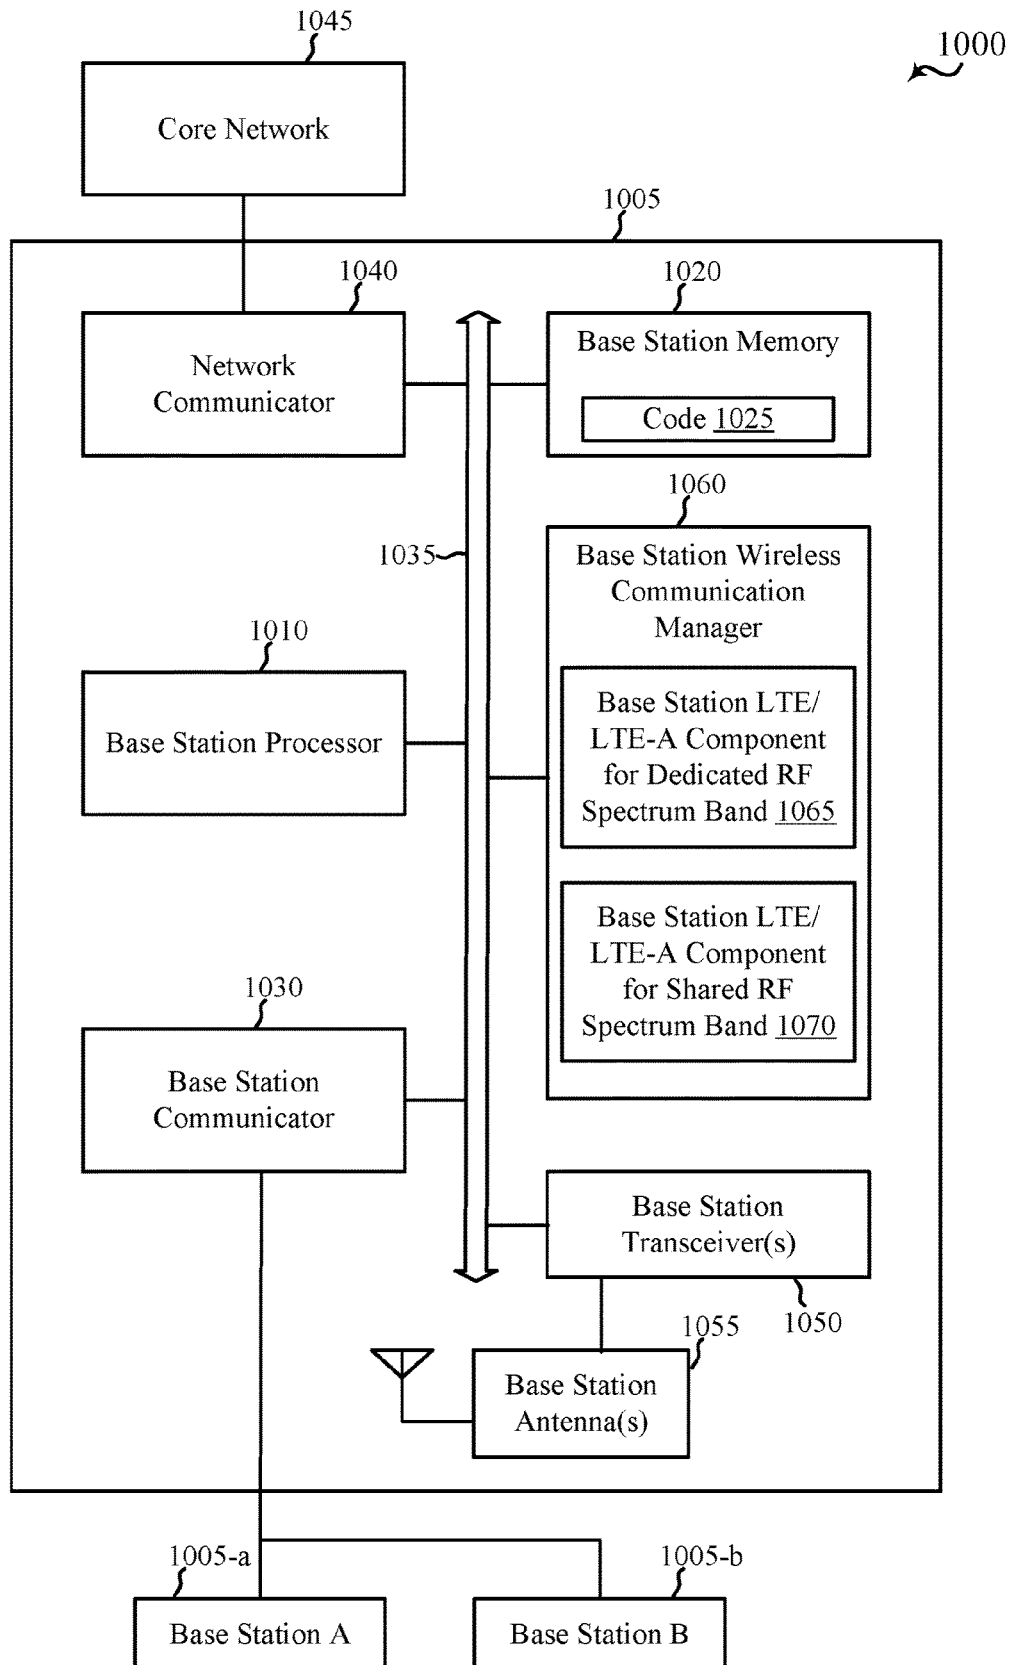 1045
1000
Core Network
1005
1040
1020
Network
Communicator
Base Station Memory
Code 1025
1060
1035
Base Station Wireless
Communication
Manager
1010
Base Station Processor
Base Station LTE/
LTE-A Component
for Dedicated RF
Spectrum Band 1065
Base Station LTE/
LTE-A Component
for Shared RF
Spectrum Band 1070
1030
Base Station
Communicator
Base Station
Transceiver(s)
1050
1055
Base Station
Antenna(s)
1005-a
1005-b
Base Station A
Base Station B